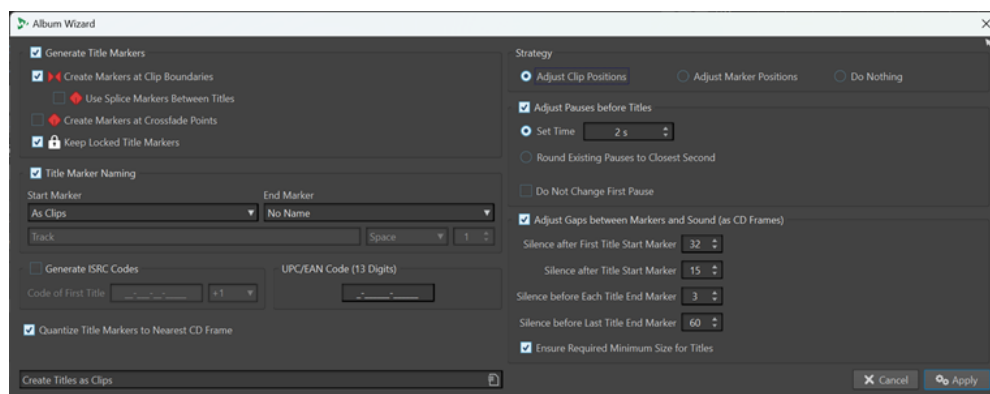 Album Wizard
Generate Title Markers
Create Markers at Clip Boundaries
Use Splice Markers Between Titles
Create Markers at Crossfade Points
Keep Locked Title Markers
Title Marker Naming
Start Marker
End Marker
As Clips
No Name
Track
Space
1
Generate ISRC Codes
UPC/EAN Code (13 Digits)
Code of First Title
+1
Quantize Title Markers to Nearest CD Frame
Create Titles as Clips
Strategy
Adjust Clip Positions
Adjust Marker Positions
Do Nothing
Adjust Pauses before Titles
Set Time
2 s
Round Existing Pauses to Closest Second
Do Not Change First Pause
Adjust Gaps between Markers and Sound (as CD Frames)
Silence after First Title Start Marker 32
Silence after Title Start Marker 15
Silence before Each Title End Marker 3
Silence before Last Title End Marker 60
Ensure Required Minimum Size for Titles
Cancel
Apply